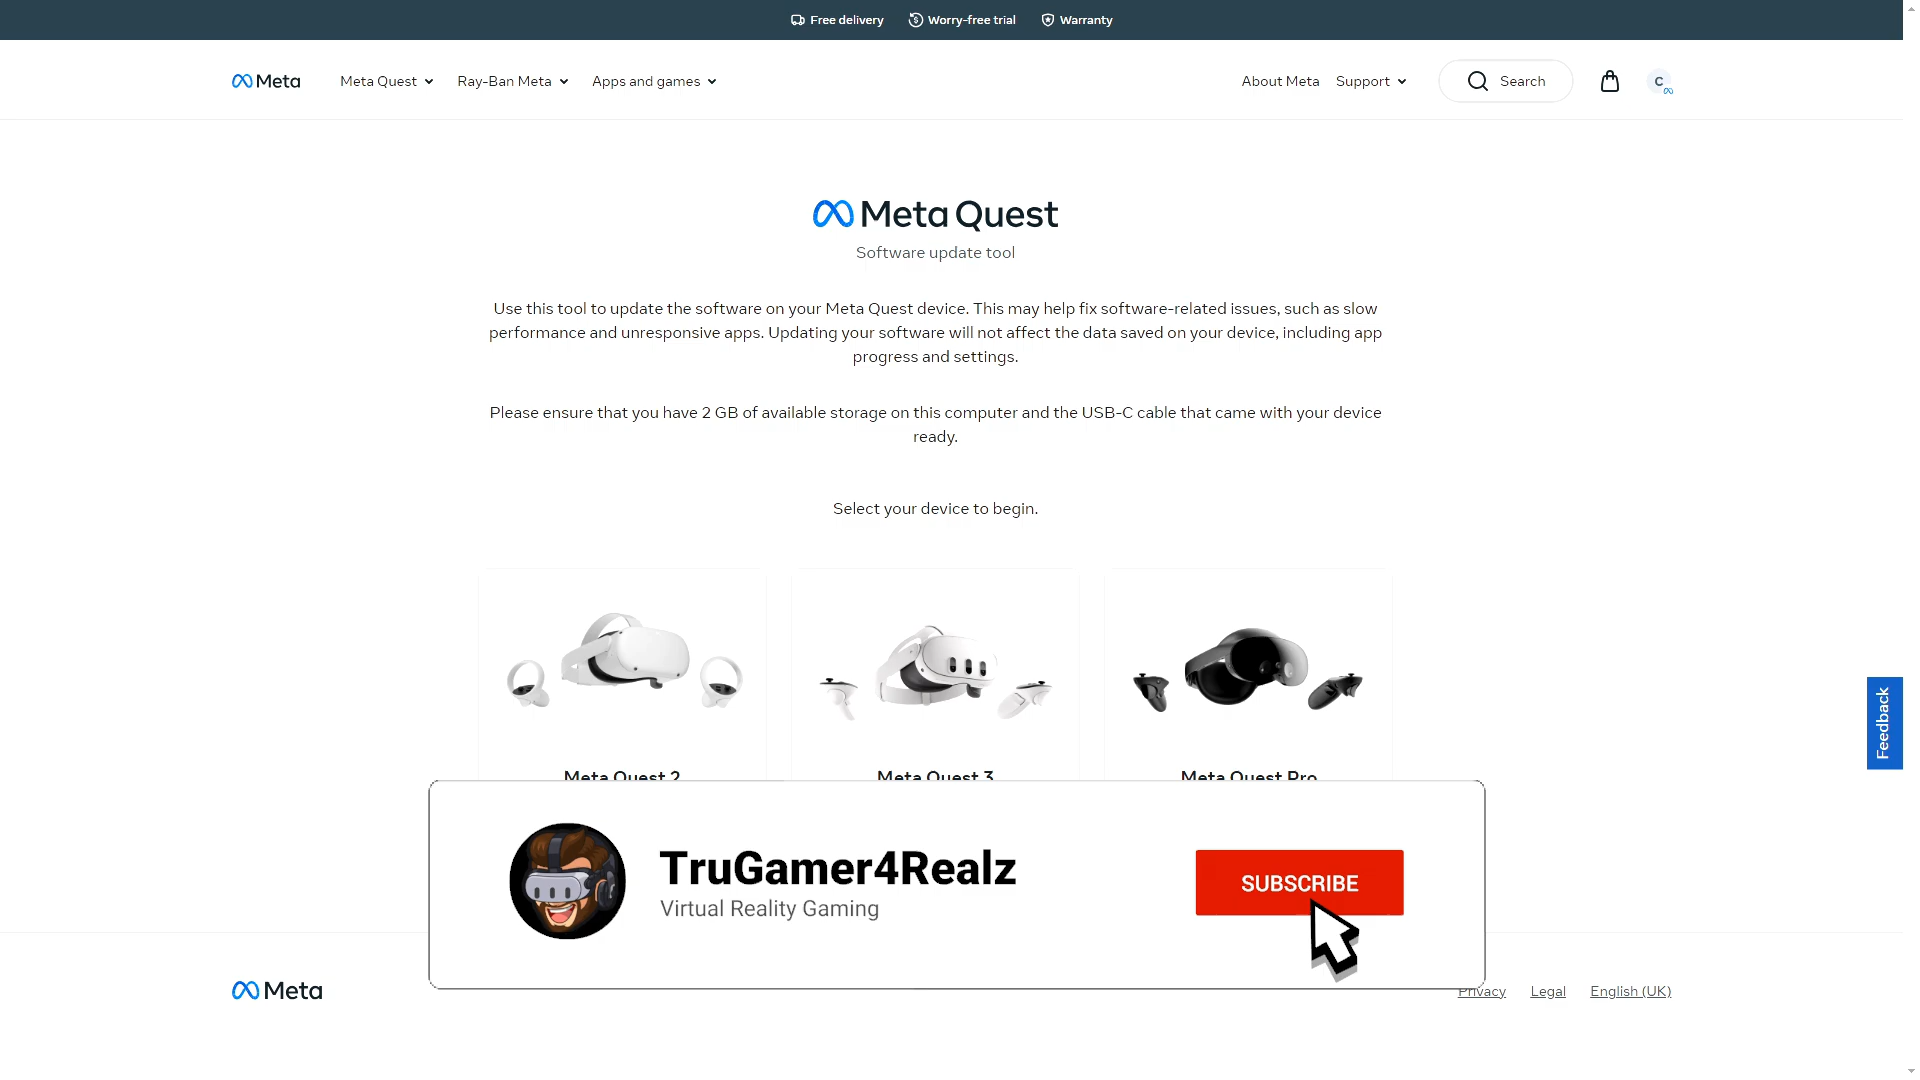 Free delivery
Worry-free trial
Warranty
Meta
Meta Quest
Ray-Ban Meta
Apps and games
About Meta
Support
Search
C
Meta Quest
Software update tool
Use this tool to update the software on your Meta Quest device. This may help fix software-related issues, such as slow
performance and unresponsive apps. Updating your software will not affect the data saved on your device, including app
progress and settings.
Please ensure that you have 2 GB of available storage on this computer and the USB-C cable that came with your device
ready.
Select your device to begin.
Meta Quest 2
Meta Quest 3
Meta Quest Pro
Feedback
TruGamer4Realz
Virtual Reality Gaming
SUBSCRIBE
Meta
Privacy
Legal
English (UK)